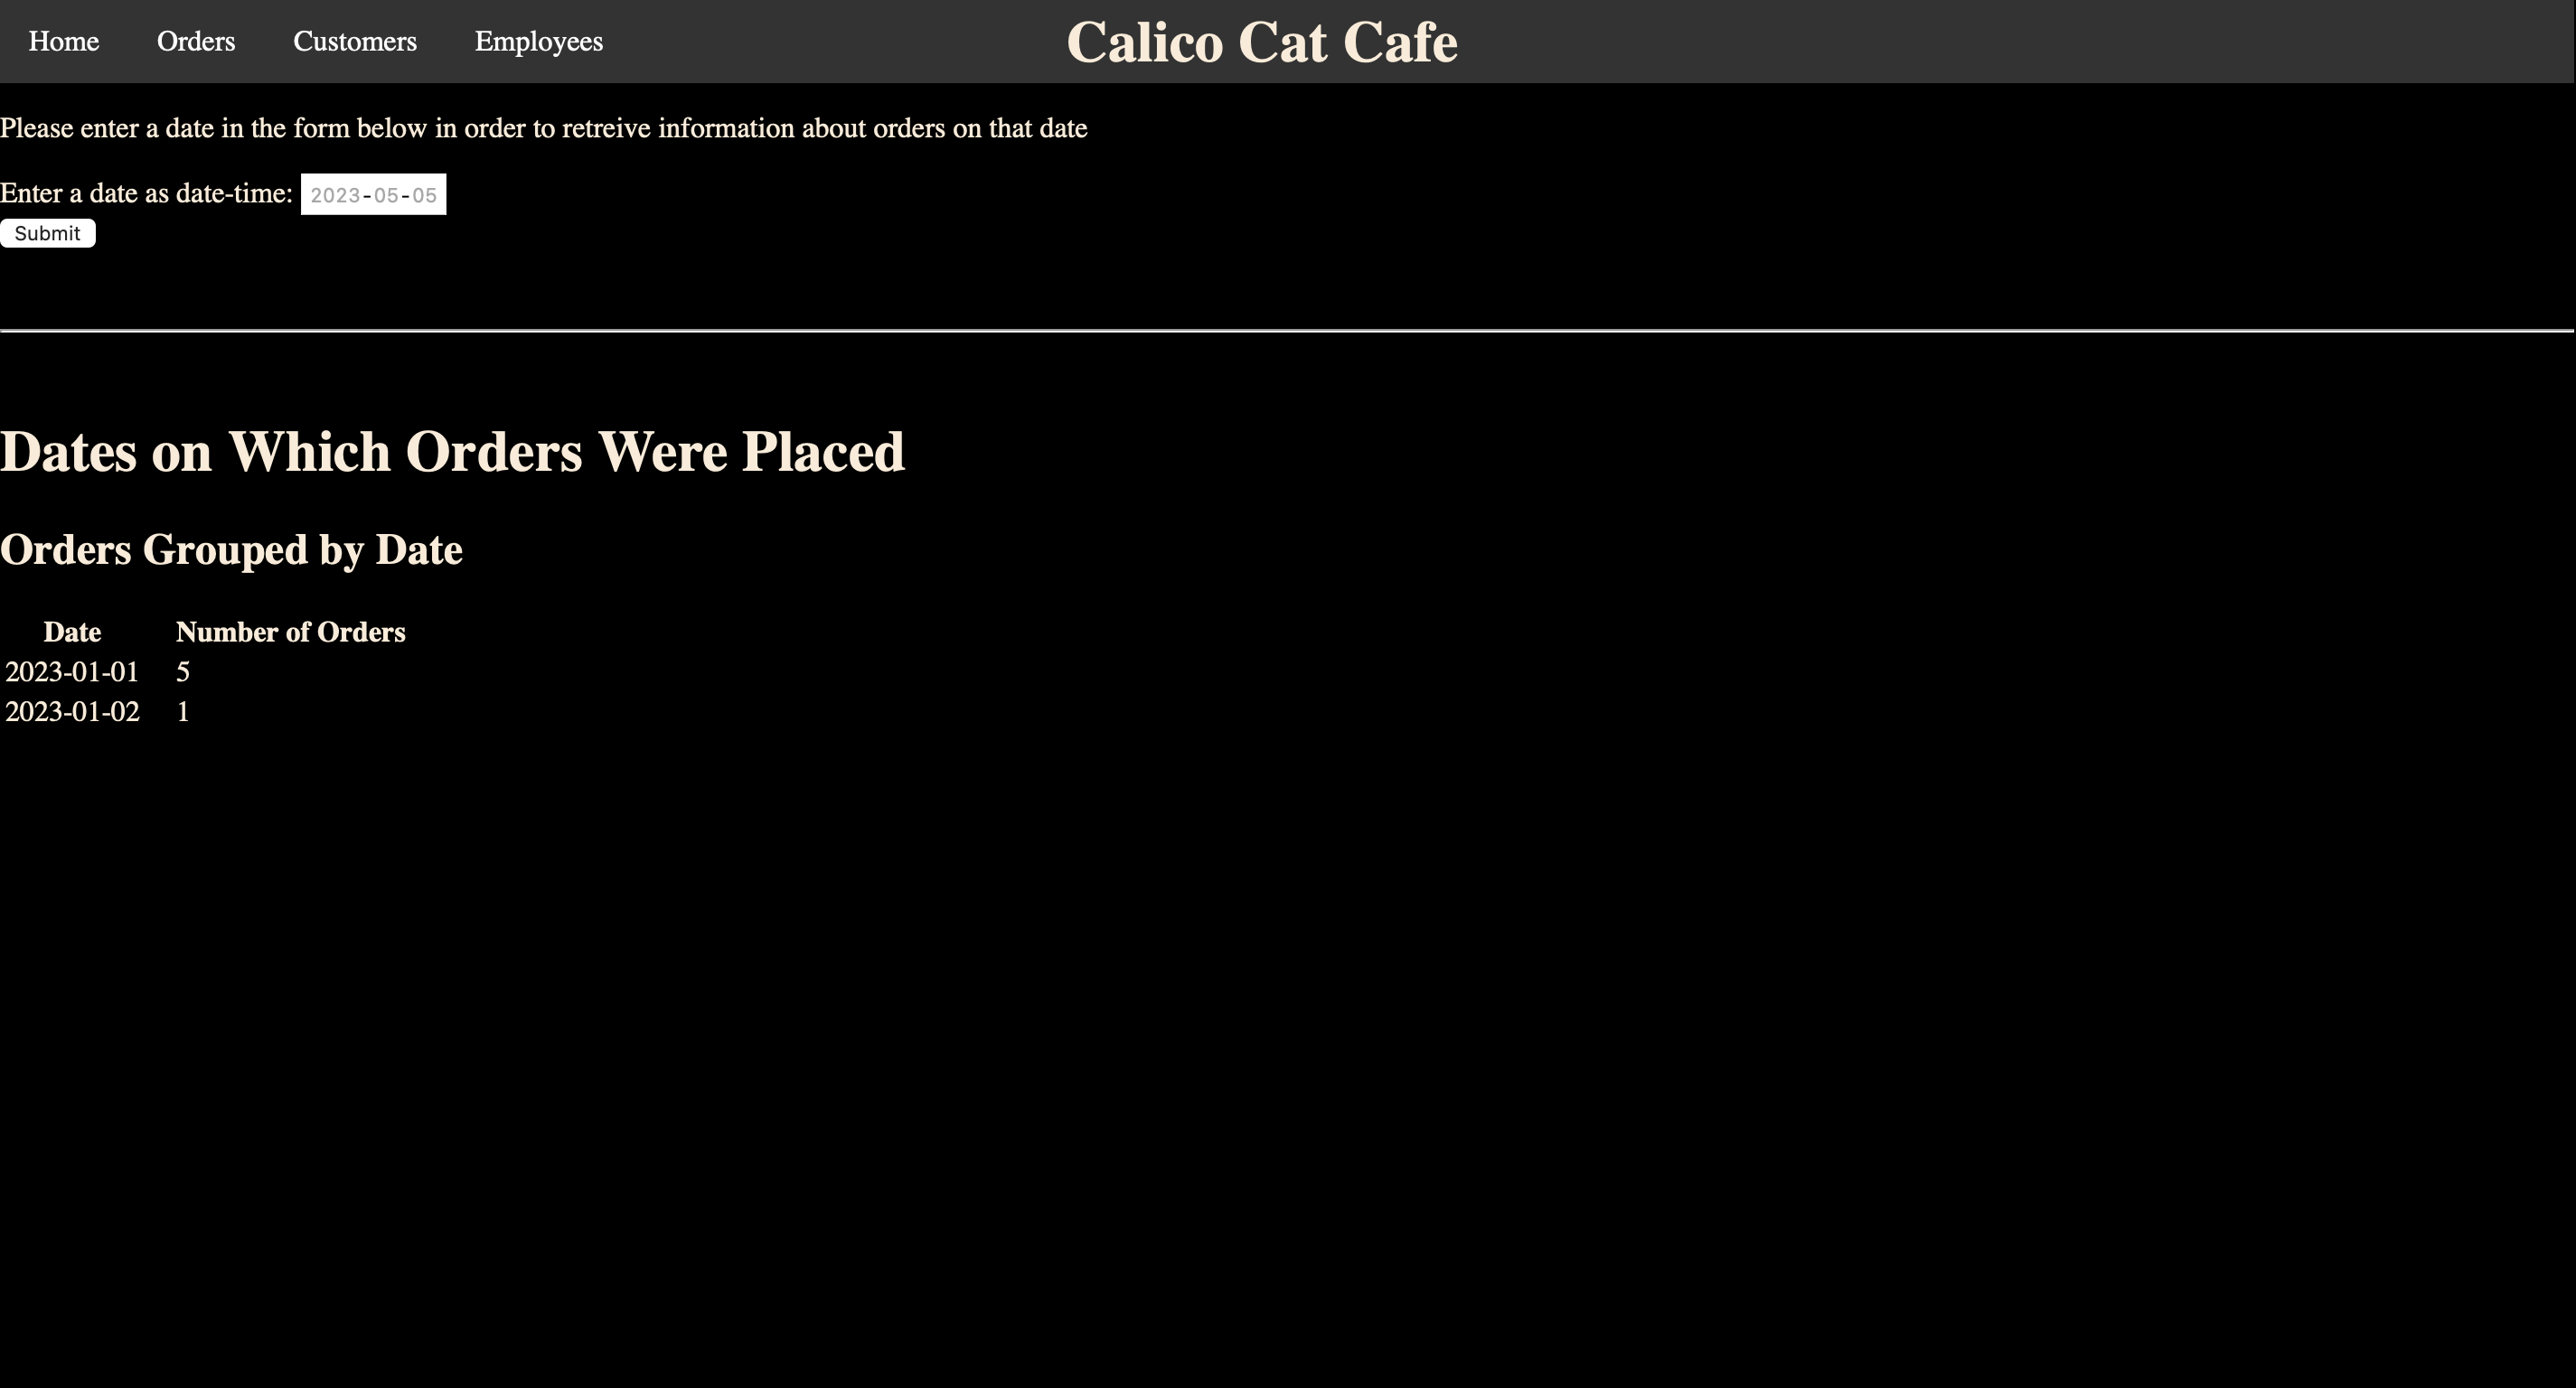 Home Orders Customers Employees Calico Cat Cafe
Please enter a date in the form below in order to retreive information about orders on that date
Enter a date as date-time: 2023-05-05
Submit
Dates on Which Orders Were Placed
Orders Grouped by Date
Date Number of Orders
2023-01-01 5
2023-01-02 1